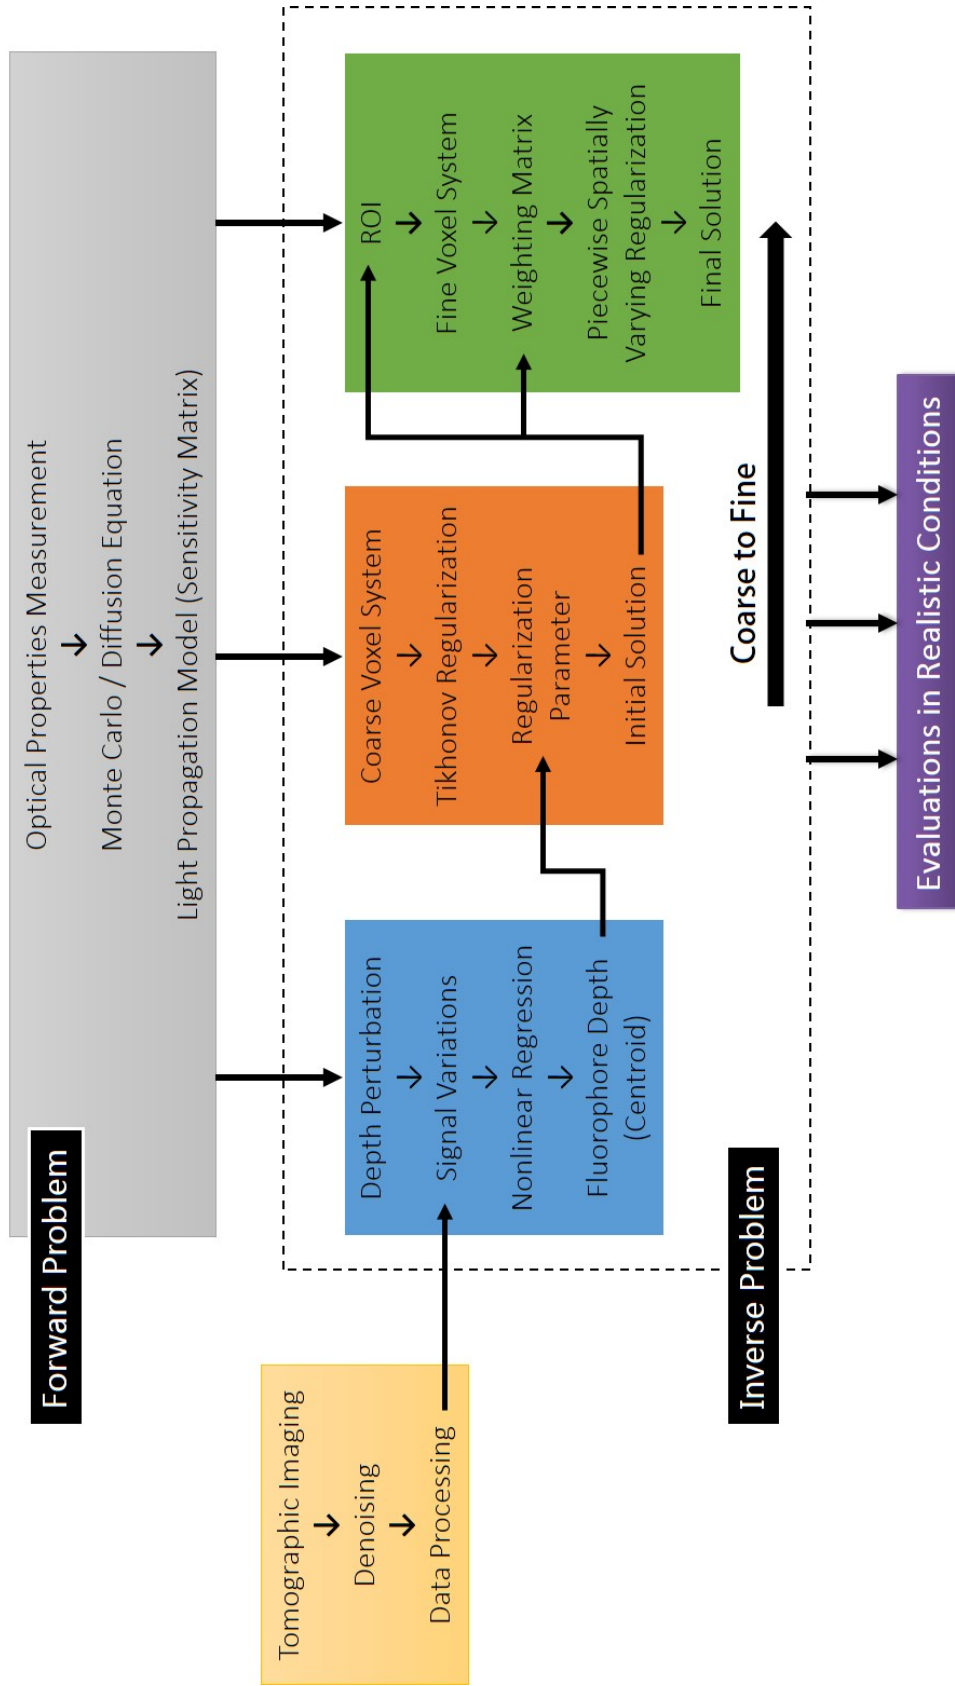 Forward Problem
Optical Properties Measurement
Monte Carlo / Diffusion Equation
Light Propagation Model (Sensitivity Matrix)
Tomographic Imaging
Denoising
Data Processing
Depth Perturbation
Signal Variations
Nonlinear Regression
Fluorophore Depth
(Centroid)
Coarse Voxel System
Tikhonov Regularization
Regularization
Parameter
Initial Solution
ROI
Fine Voxel System
Weighting Matrix
Piecewise Spatially
Varying Regularization
Final Solution
Inverse Problem
Coarse to Fine
Evaluations in Realistic Conditions